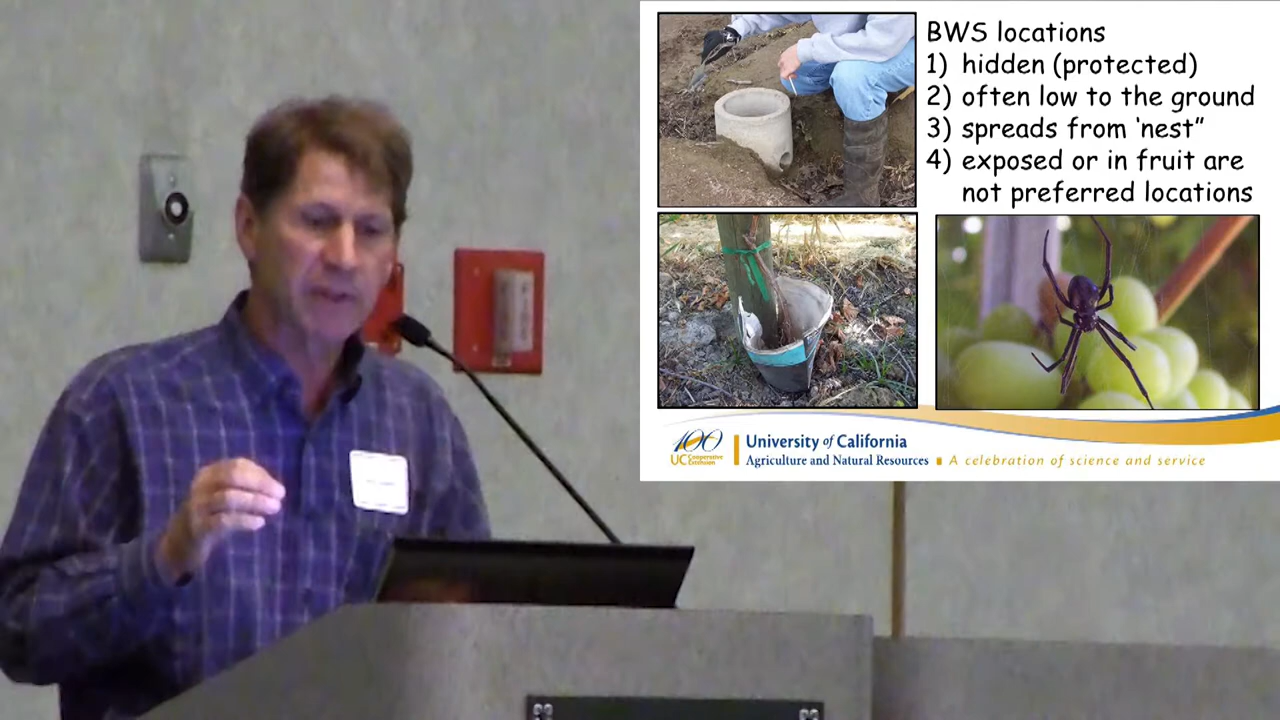 BWS locations
1) hidden (protected)
2) often low to the ground
3) spreads from ‘nest”
4) exposed or in fruit are
not preferred locations
100
UC Cooperative
Extension
University of California
Agriculture and Natural Resources
A celebration of science and service